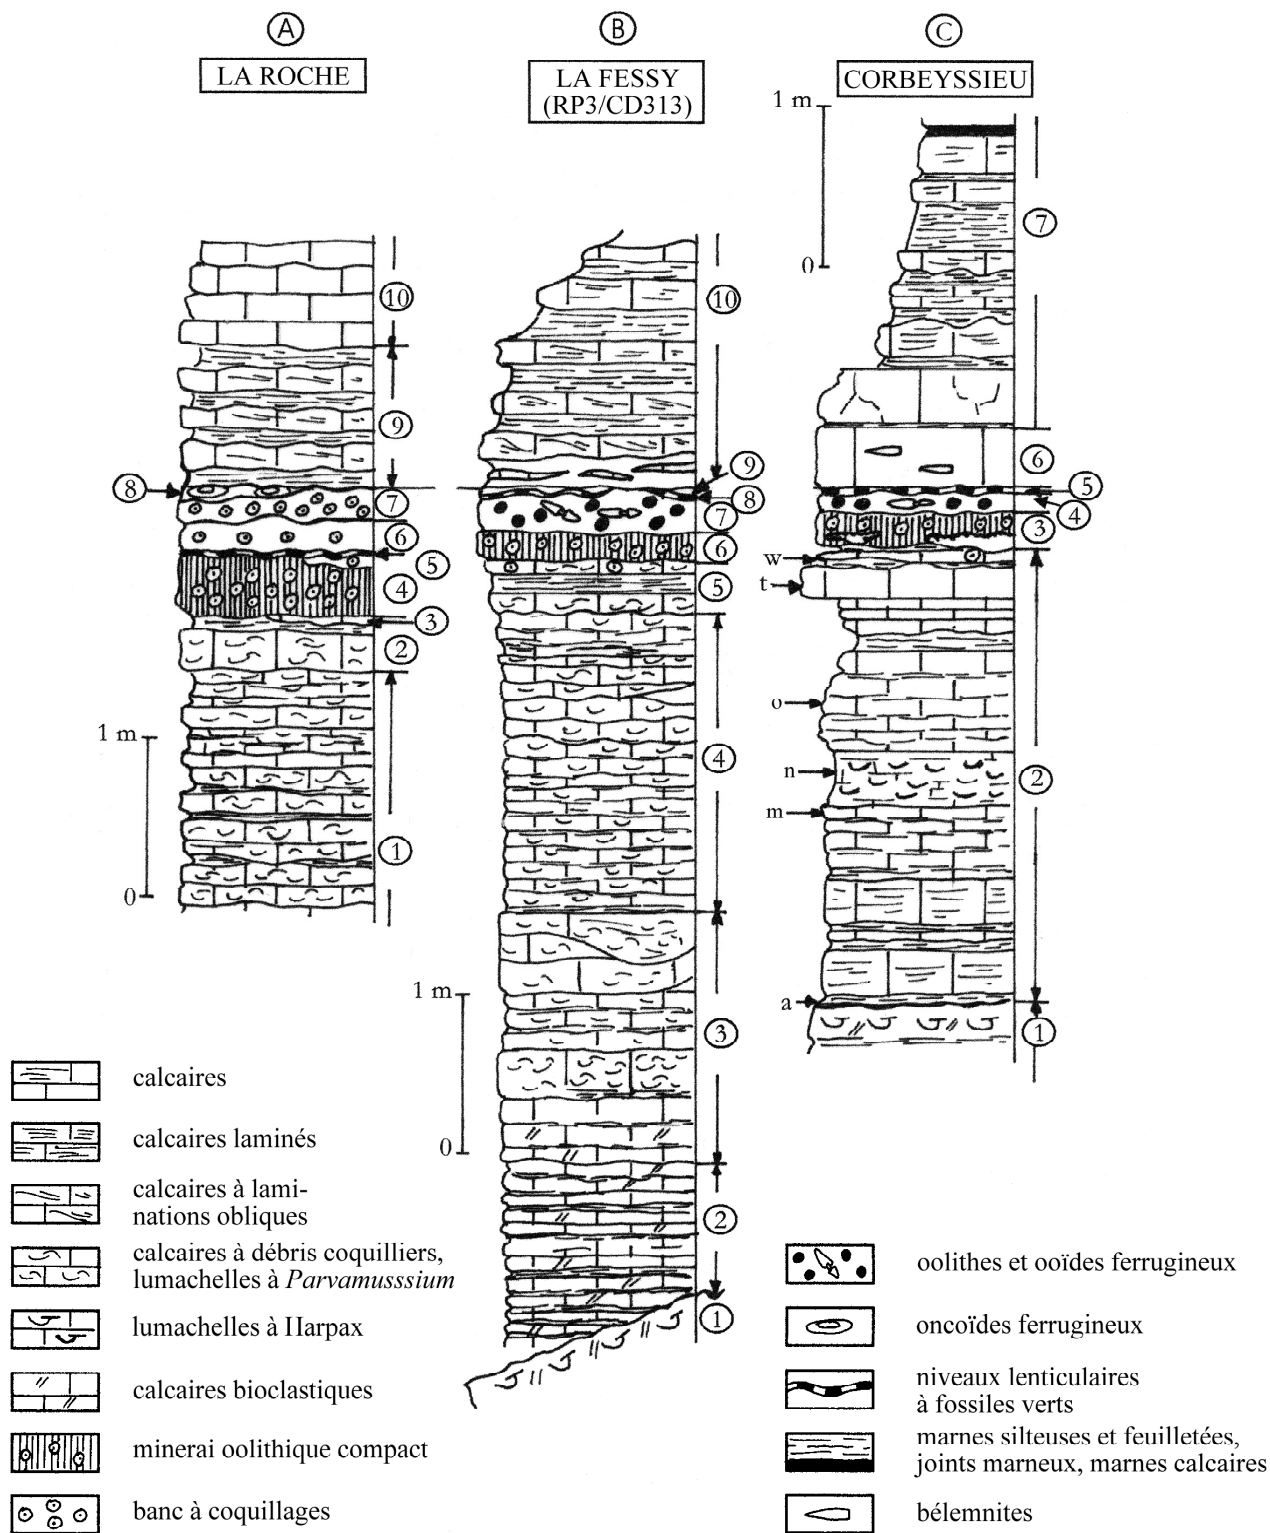 A
LA ROCHE
B
LA FESSY
(RP3/CD313)
C
CORBEYSSIEU
1 m
0
7
6
5
4
3
w
t
o
n
m
2
a
1
10
9
8
7
6
5
4
3
2
1
1 m
0
10
9
8
7
6
5
4
3
2
1
1 m
0
calcaires
calcaires laminés
calcaires à lami-
nations obliques
calcaires à débris coquilliers,
lumachelles à Parvamusssium
lumachelles à Harpax
calcaires bioclastiques
minerai oolithique compact
banc à coquillages
oolithes et ooïdes ferrugineux
oncoïdes ferrugineux
niveaux lenticulaires
à fossiles verts
marnes silteuses et feuilletées,
joints marneux, marnes calcaires
bélemnites